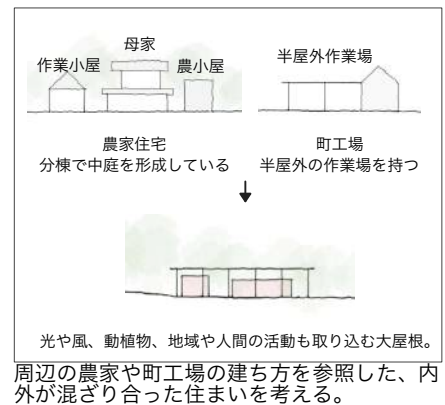 母家
作業小屋
農小屋
半屋外作業場
農家住宅
分棟で中庭を形成している
町工場
半屋外の作業場を持つ
光や風、動植物、地域や人間の活動も取り込む大屋根。
周辺の農家や町工場の建ち方を参照した、内
外が混ざり合った住まいを考える。